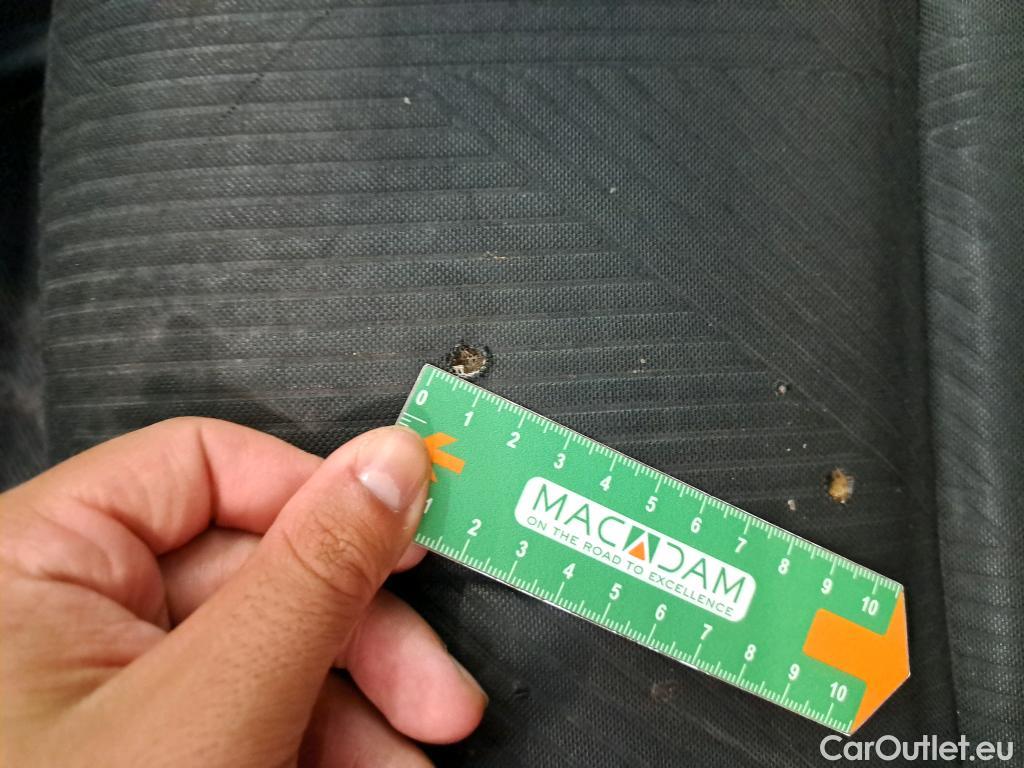 0 1 2 3 4 5 6 7 8 9 10
MACADAM
ON THE ROAD TO EXCELLENCE
1 2 3 4 5 6 7 8 9 10
CarOutlet.eu